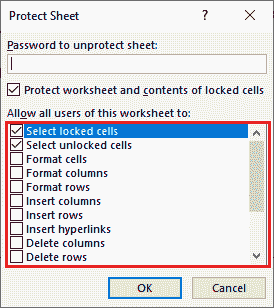 Protect Sheet
?
Password to unprotect sheet:
Protect worksheet and contents of locked cells
Allow all users of this worksheet to:
Select locked cells
Select unlocked cells
Format cells
Format columns
Format rows
Insert columns
Insert rows
Insert hyperlinks
Delete columns
Delete rows
OK Cancel